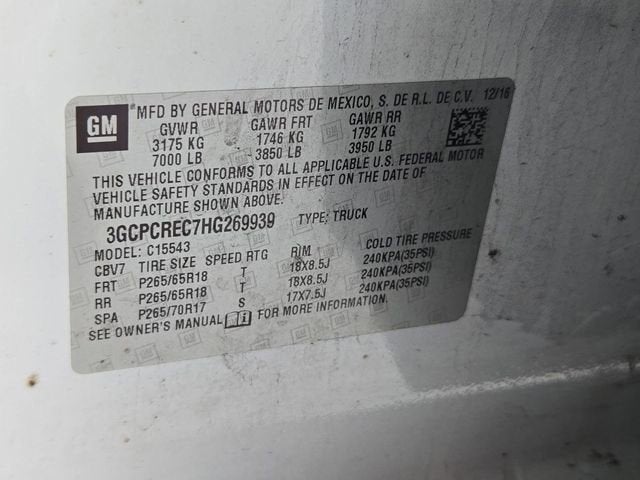 GM
MFD BY GENERAL MOTORS DE MEXICO, S. DE R.L. DE C.V. 12/16
GVWR GAWR FRT GAWR RR
3175 KG 1746 KG 1792 KG
7000 LB 3850 LB 3950 LB
THIS VEHICLE CONFORMS TO ALL APPLICABLE U.S. FEDERAL MOTOR
VEHICLE SAFETY STANDARDS IN EFFECT ON THE DATE OF
MANUFACTURE SHOWN ABOVE.
3GCPCREC7HG269939 TYPE: TRUCK
MODEL: C15543
CBV7 TIRE SIZE SPEED RTG RIM COLD TIRE PRESSURE
FRT P265/65R18 T 18X8.5J 240KPA(35PSI)
RR P265/65R18 T 18X8.5J 240KPA(35PSI)
SPA P265/70R17 S 17X7.5J 240KPA(35PSI)
SEE OWNER'S MANUAL FOR MORE INFORMATION.